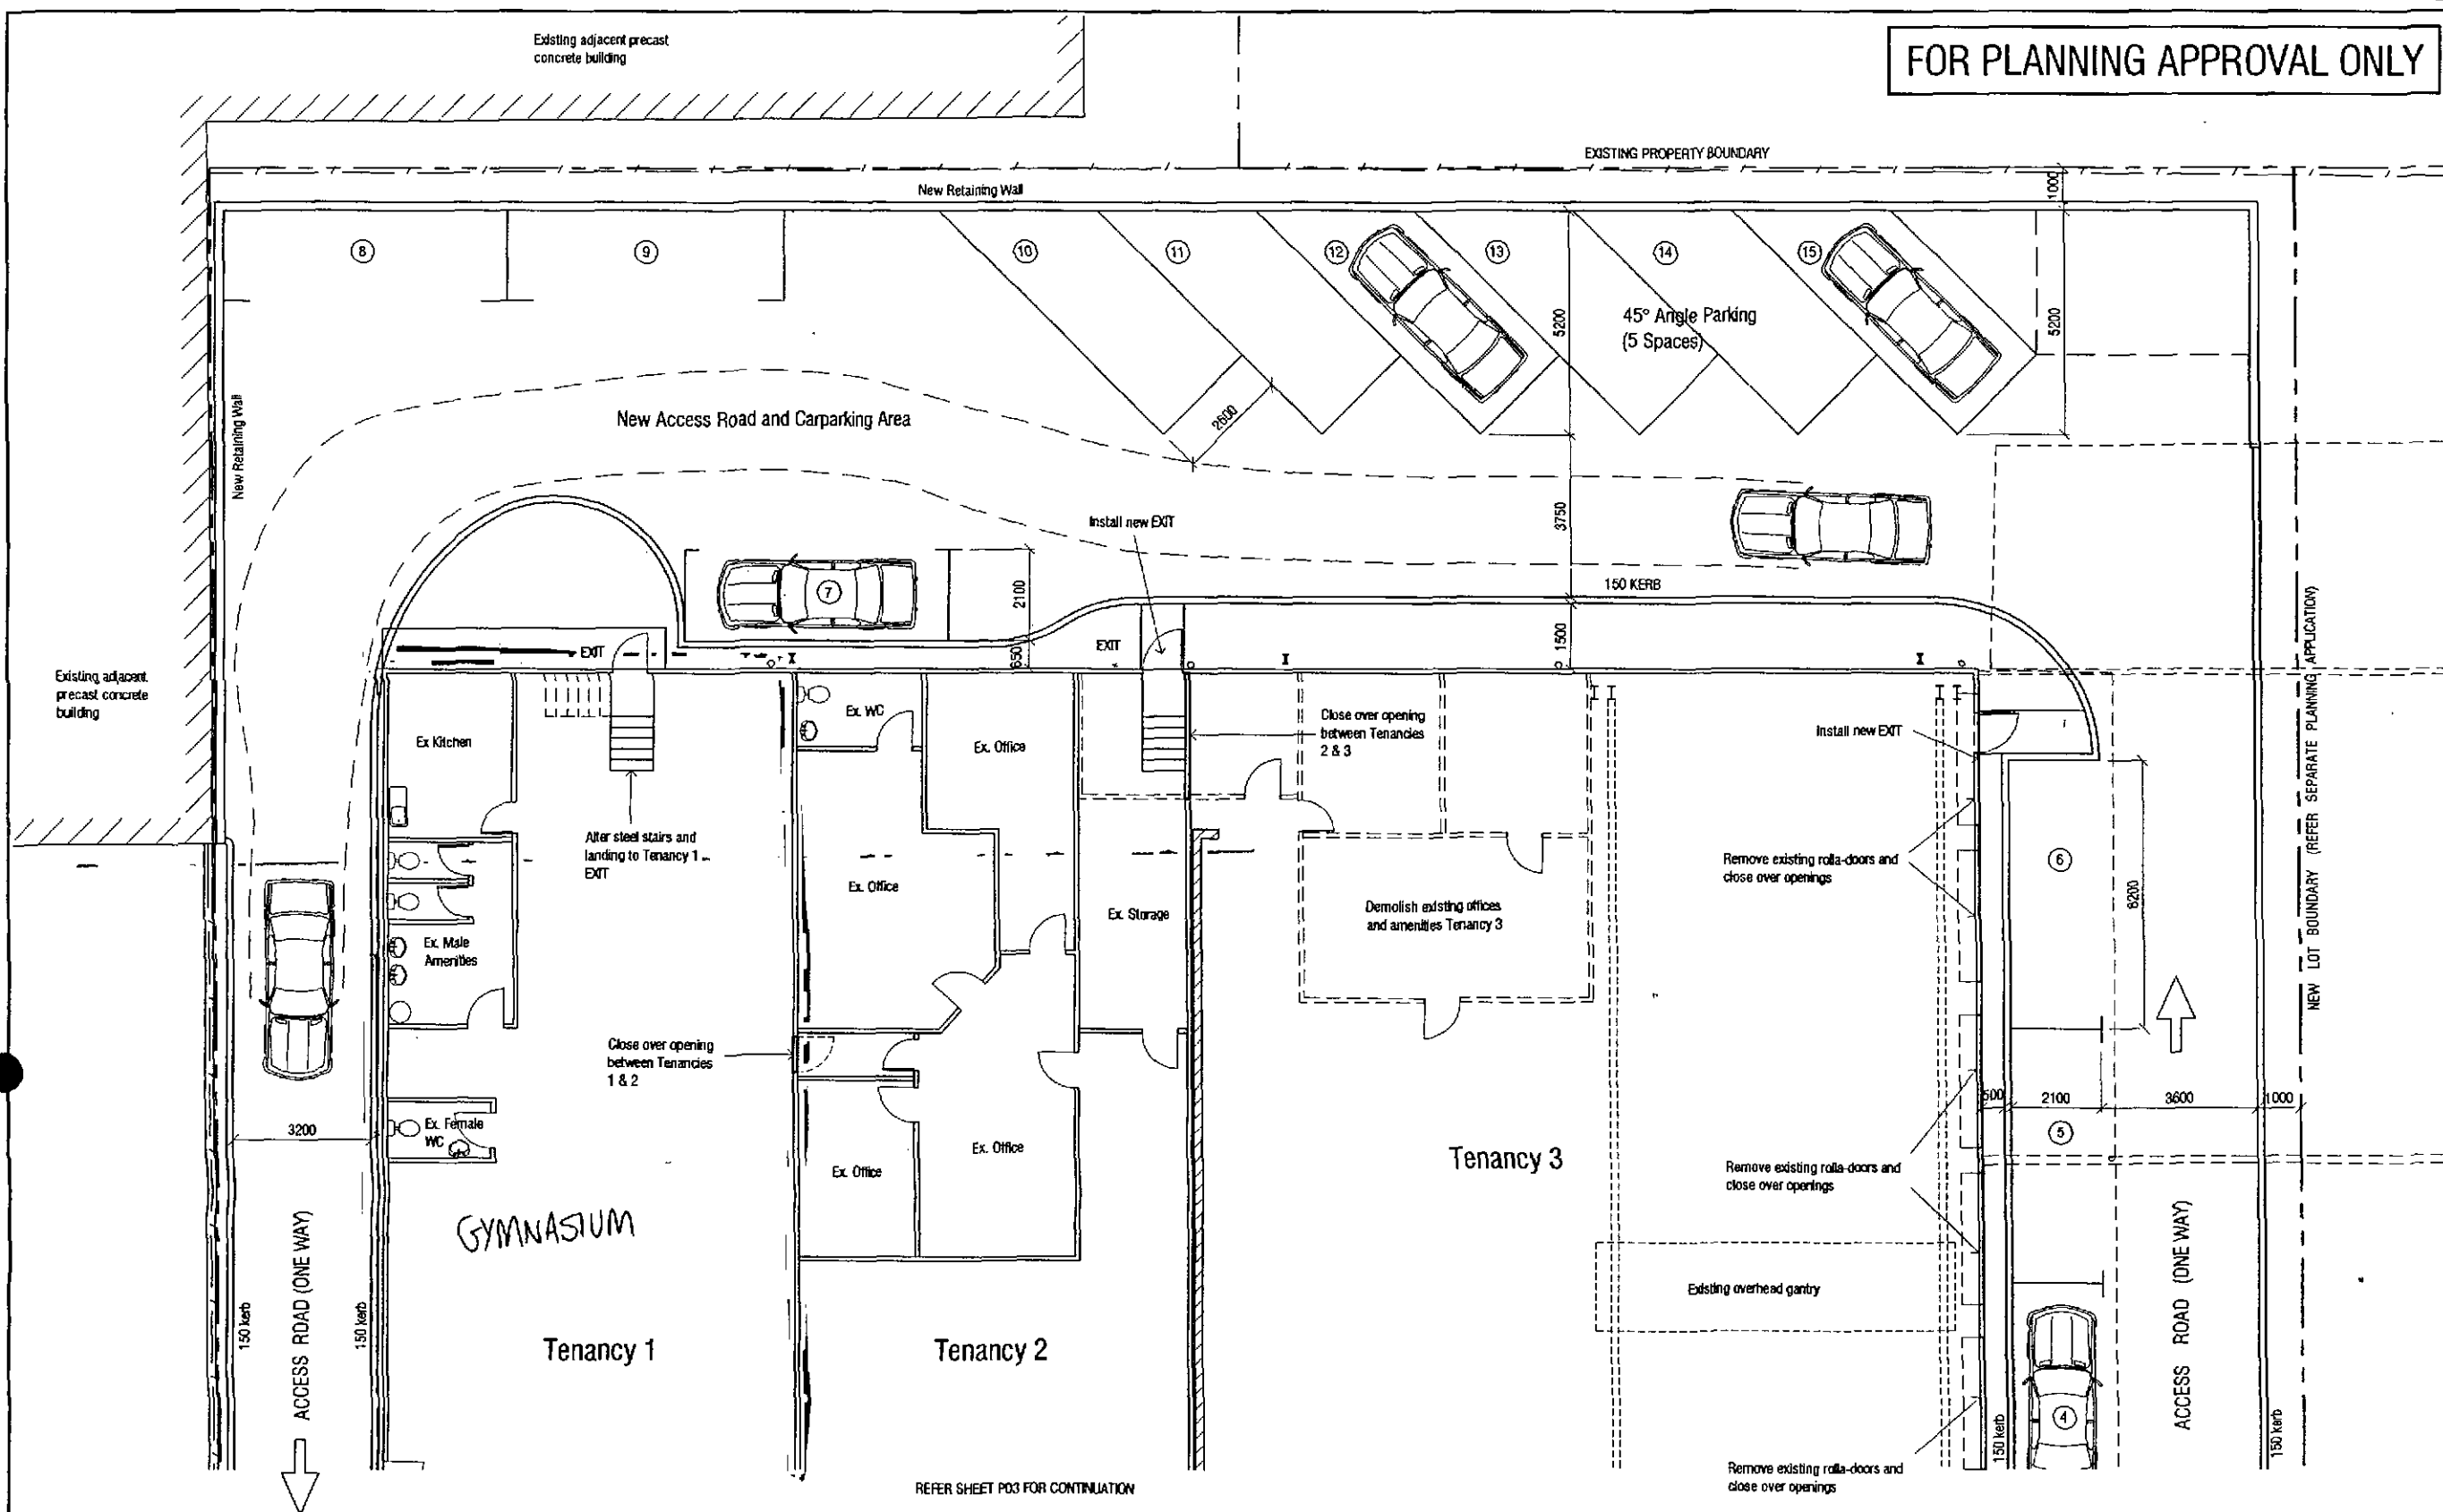 Existing adjacent precast
concrete building
FOR PLANNING APPROVAL ONLY
EXISTING PROPERTY BOUNDARY
New Retaining Wall
1000
8
9
10
11
12
13
14
15
45° Angle Parking
(5 Spaces)
5200
5200
2600
New Retaining Wall
New Access Road and Carparking Area
Install new EXIT
3750
150 KERB
7
2100
650
1500
EXIT
EXIT
Existing adjacent
precast concrete
building
Ex Kitchen
Ex. WC
Ex. Office
Close over opening
between Tenancies
2 & 3
Install new EXIT
NEW LOT BOUNDARY (REFER SEPARATE PLANNING APPLICATION)
Alter steel stairs and
landing to Tenancy 1
EXIT
Ex. Office
Ex. Storage
Demolish existing offices
and amenities Tenancy 3
Remove existing rolla-doors and
close over openings
6
6200
Ex. Male
Amenities
Close over opening
between Tenancies
1 & 2
3200
Ex. Female
WC
Ex. Office
Ex. Office
Tenancy 3
500
2100
3600
1000
5
Remove existing rolla-doors and
close over openings
GYMNASIUM
Existing overhead gantry
ACCESS ROAD (ONE WAY)
150 kerb
150 kerb
Tenancy 1
Tenancy 2
4
ACCESS ROAD (ONE WAY)
150 kerb
150 kerb
Remove existing rolla-doors and
close over openings
REFER SHEET P03 FOR CONTINUATION